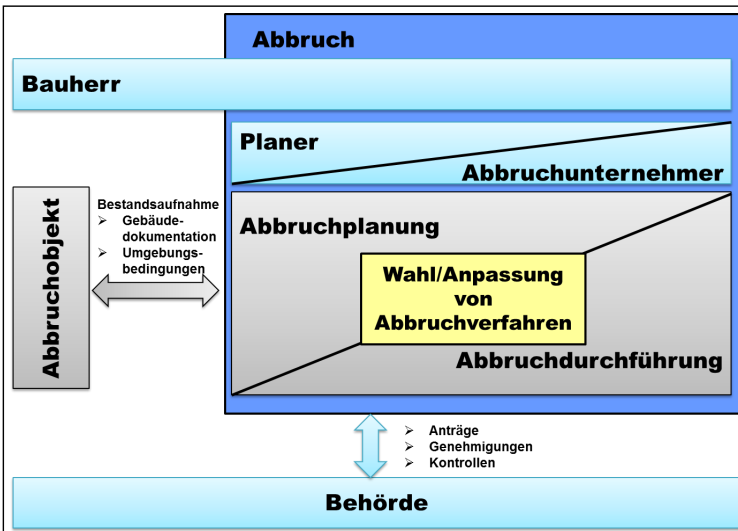 Abbruch
Bauherr
Planer
Abbruchunternehmer
Abbruchobjekt
Bestandsaufnahme
➢ Gebäude-
dokumentation
➢ Umgebungs-
bedingungen
Abbruchplanung
Wahl/Anpassung
von
Abbruchverfahren
Abbruchdurchführung
➢ Anträge
➢ Genehmigungen
➢ Kontrollen
Behörde